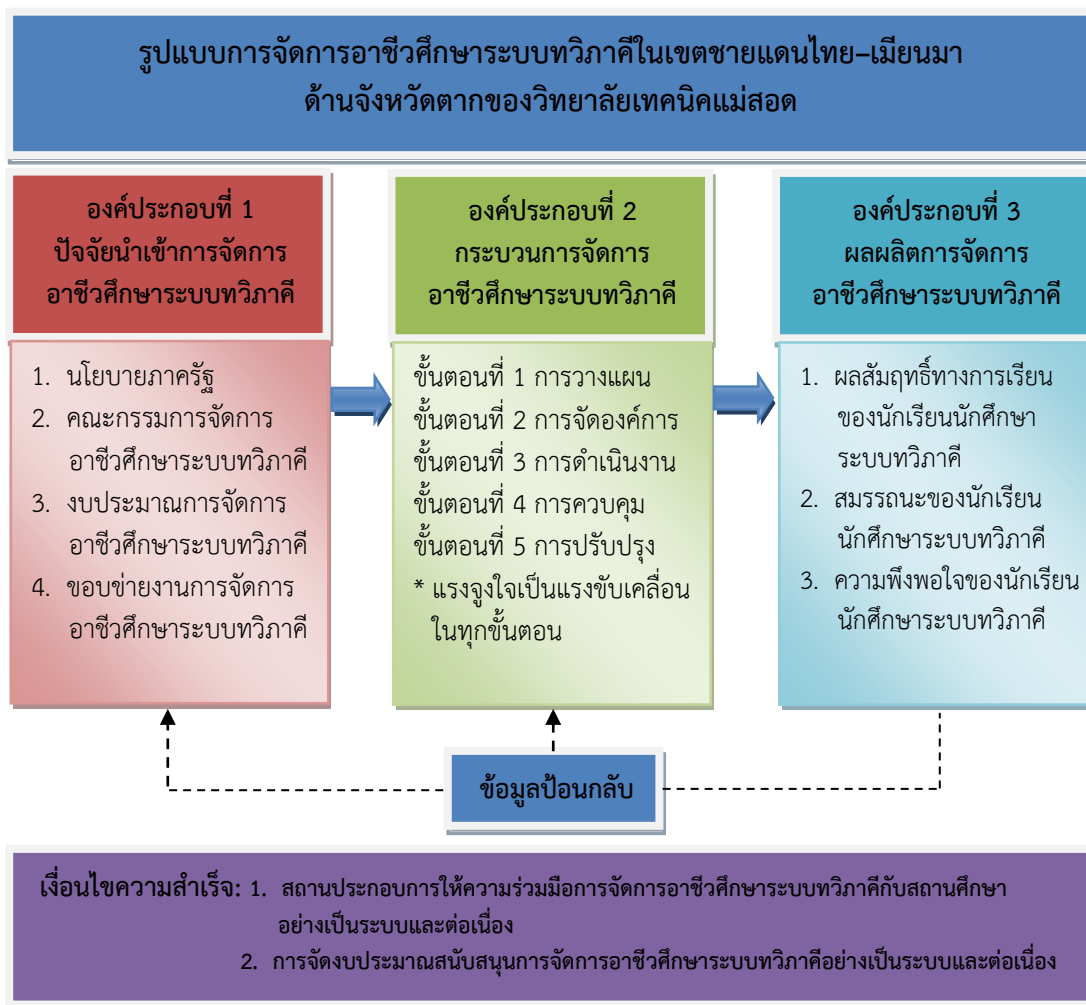 รูปแบบการจัดการอาชีวศึกษาระบบทวิภาคีในเขตชายแดนไทย–เมียนมา
ด้านจังหวัดตากของวิทยาลัยเทคนิคแม่สอด
องค์ประกอบที่ 1
ปัจจัยนำเข้าการจัดการ
อาชีวศึกษาระบบทวิภาคี
1. นโยบายภาครัฐ
2. คณะกรรมการจัดการ
อาชีวศึกษาระบบทวิภาคี
3. งบประมาณการจัดการ
อาชีวศึกษาระบบทวิภาคี
4. ขอบข่ายงานการจัดการ
อาชีวศึกษาระบบทวิภาคี
องค์ประกอบที่ 2
กระบวนการจัดการ
อาชีวศึกษาระบบทวิภาคี
ขั้นตอนที่ 1 การวางแผน
ขั้นตอนที่ 2 การจัดองค์การ
ขั้นตอนที่ 3 การดำเนินงาน
ขั้นตอนที่ 4 การควบคุม
ขั้นตอนที่ 5 การปรับปรุง
* แรงจูงใจเป็นแรงขับเคลื่อน
ในทุกขั้นตอน
องค์ประกอบที่ 3
ผลผลิตการจัดการ
อาชีวศึกษาระบบทวิภาคี
1. ผลสัมฤทธิ์ทางการเรียน
ของนักเรียนนักศึกษา
ระบบทวิภาคี
2. สมรรถนะของนักเรียน
นักศึกษาระบบทวิภาคี
3. ความพึงพอใจของนักเรียน
นักศึกษาระบบทวิภาคี
ข้อมูลป้อนกลับ
เงื่อนไขความสำเร็จ: 1. สถานประกอบการให้ความร่วมมือการจัดการอาชีวศึกษาระบบทวิภาคีกับสถานศึกษา
อย่างเป็นระบบและต่อเนื่อง
2. การจัดงบประมาณสนับสนุนการจัดการอาชีวศึกษาระบบทวิภาคีอย่างเป็นระบบและต่อเนื่อง